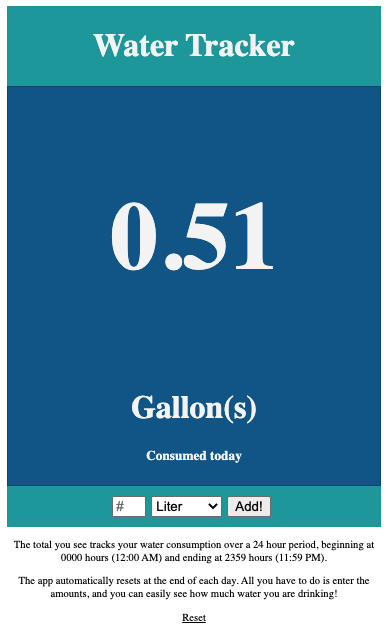 Water Tracker
0.51
Gallon(s)
Consumed today
# Liter Add!
The total you see tracks your water consumption over a 24 hour period, beginning at
0000 hours (12:00 AM) and ending at 2359 hours (11:59 PM).
The app automatically resets at the end of each day. All you have to do is enter the
amounts, and you can easily see how much water you are drinking!
Reset